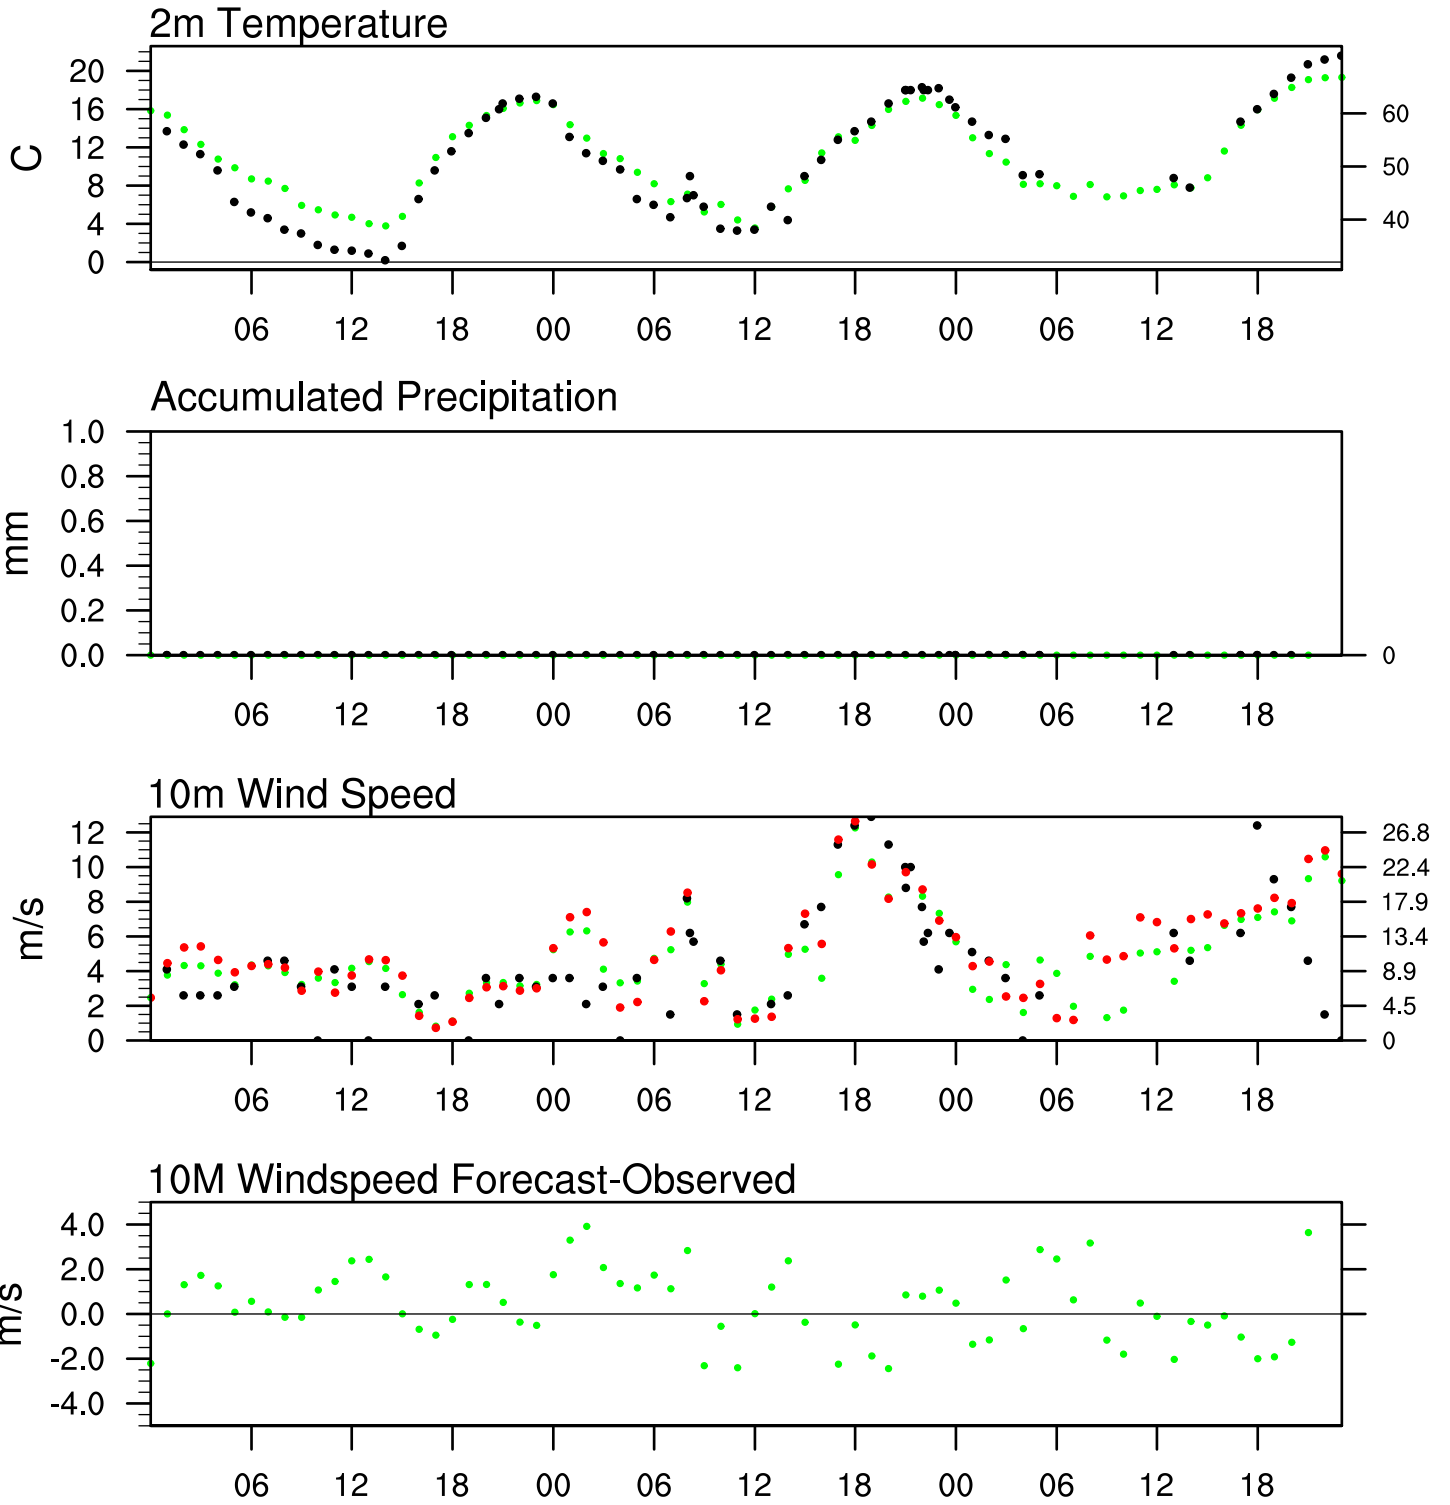 2m Temperature
20
16
12
8
4
0
C
60
50
40
06 12 18 00 06 12 18 00 06 12 18
Accumulated Precipitation
1.0
0.8
0.6
0.4
0.2
0.0
mm
0
06 12 18 00 06 12 18 00 06 12 18
10m Wind Speed
12
10
8
6
4
2
0
m/s
26.8
22.4
17.9
13.4
8.9
4.5
0
06 12 18 00 06 12 18 00 06 12 18
10M Windspeed Forecast-Observed
4.0
2.0
0.0
-2.0
-4.0
m/s
06 12 18 00 06 12 18 00 06 12 18